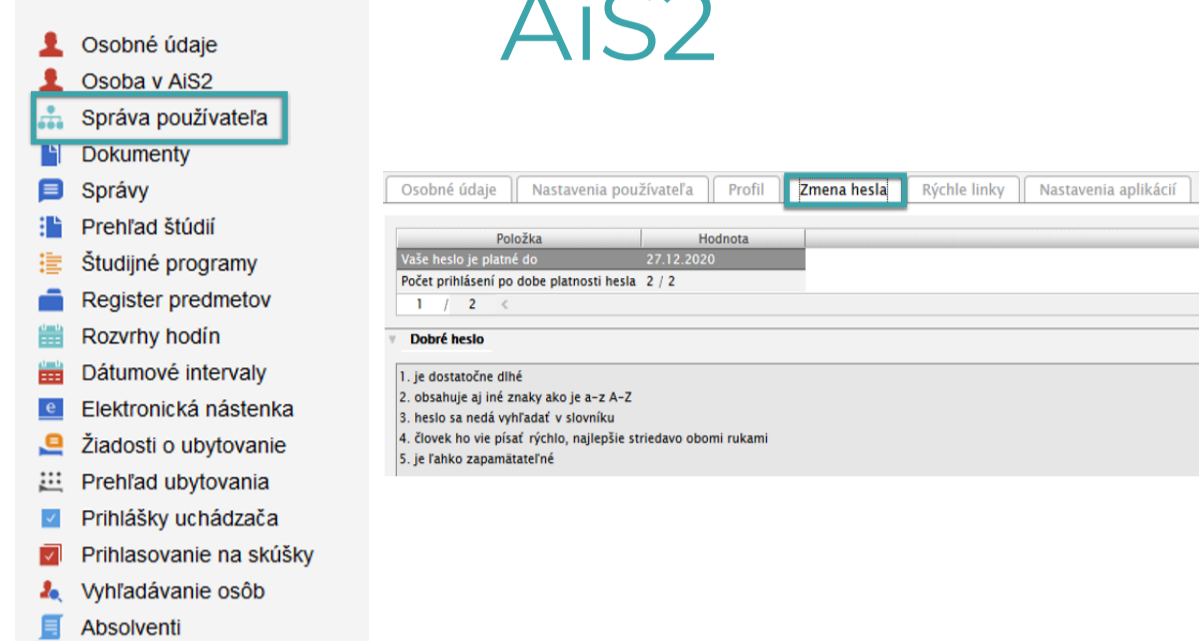 AiS2
Osobné údaje
Osoba v AiS2
Správa používateľa
Dokumenty
Správy
Prehľad štúdií
Študijné programy
Register predmetov
Rozvrhy hodín
Dátumové intervaly
Elektronická nástenka
Žiadosti o ubytovanie
Prehľad ubytovania
Prihlášky uchádzača
Prihlasovanie na skúšky
Vyhľadávanie osôb
Absolventi
Osobné údaje Nastavenia používateľa Profil Zmena hesla Rýchle linky Nastavenia aplikácií
Položka Hodnota
Vaše heslo je platné do 27.12.2020
Počet prihlásení po dobe platnosti hesla 2 / 2
1 / 2 <
Dobré heslo
1. je dostatočne dlhé
2. obsahuje aj iné znaky ako je a-z A-Z
3. heslo sa nedá vyhľadať v slovníku
4. človek ho vie písať rýchlo, najlepšie striedavo obomi rukami
5. je ľahko zapamätateľné